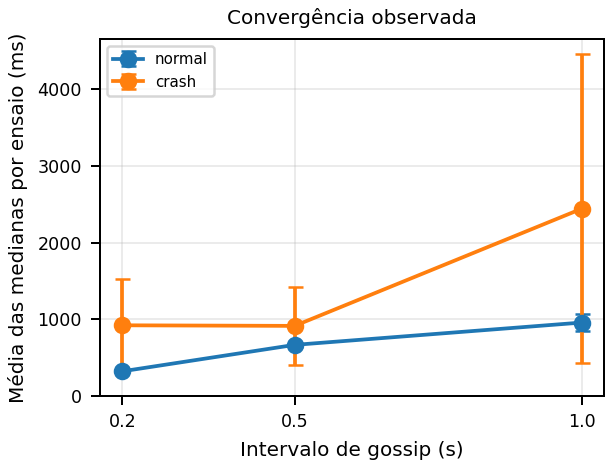 Convergência observada
normal
crash
Média das medianas por ensaio (ms)
4000
3000
2000
1000
0
0.2
0.5
1.0
Intervalo de gossip (s)